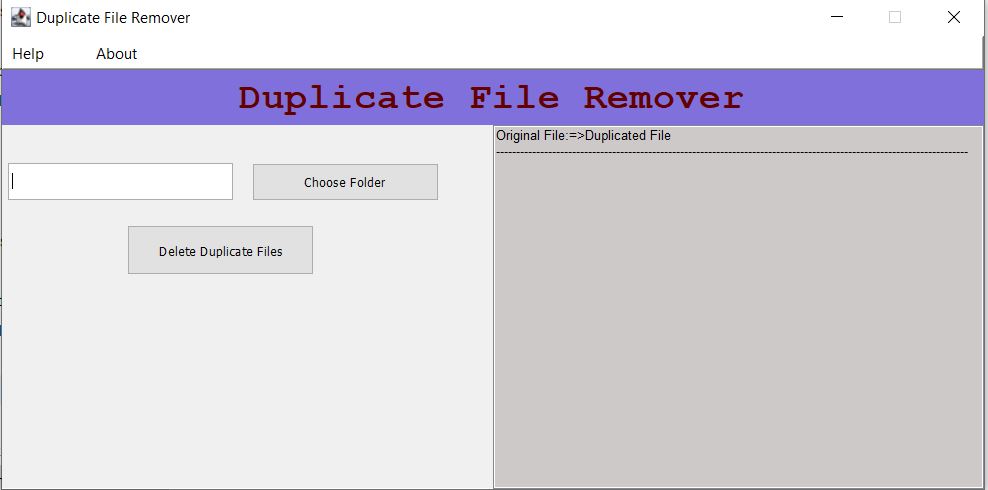 Duplicate File Remover
Help About
Duplicate File Remover
Original File:=>Duplicated File
Choose Folder
Delete Duplicate Files